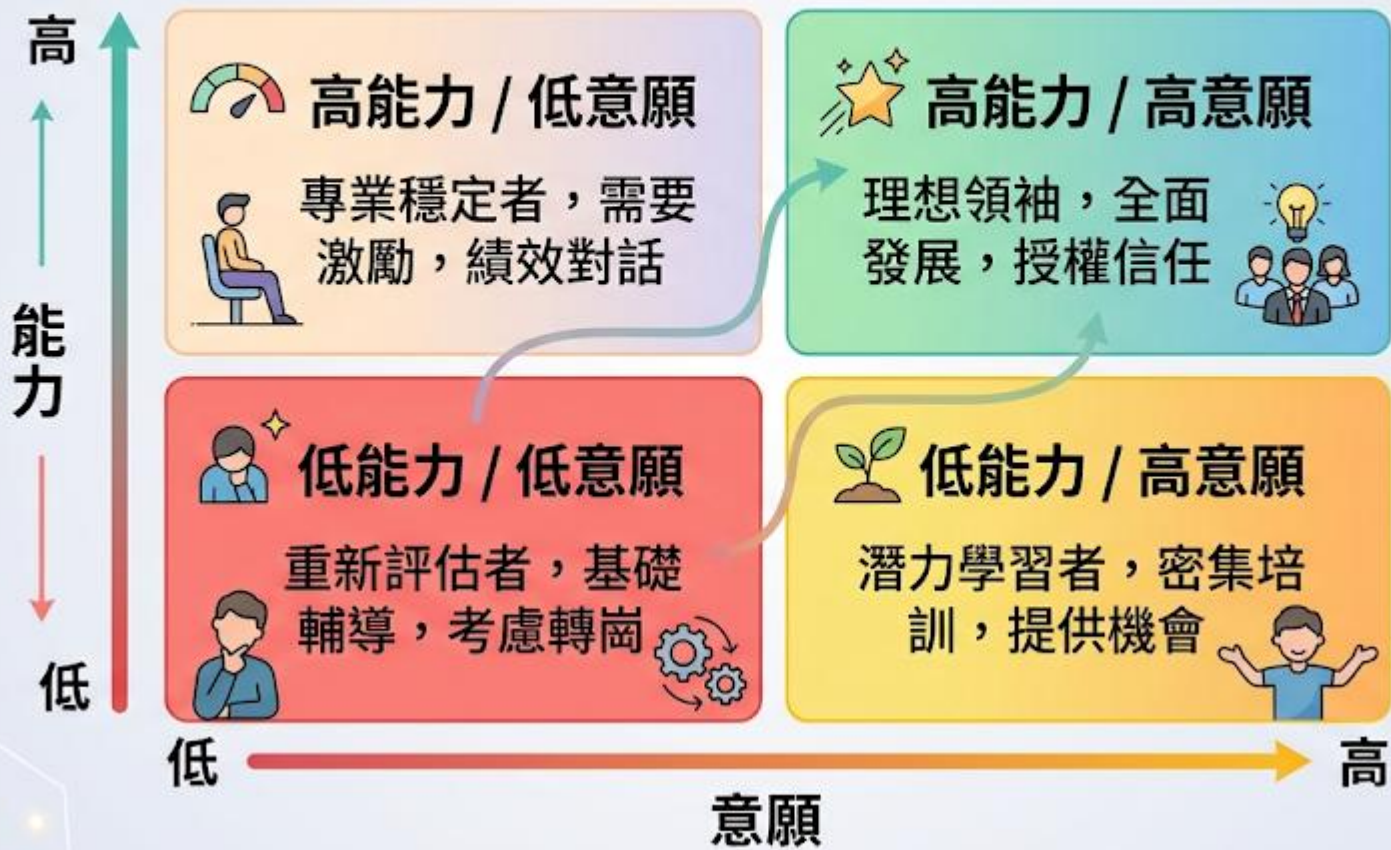 高
能力
低
高能力 / 低意願
專業穩定者，需要
激勵，績效對話
高能力 / 高意願
理想領袖，全面
發展，授權信任
低能力 / 低意願
重新評估者，基礎
輔導，考慮轉崗
低能力 / 高意願
潛力學習者，密集培
訓，提供機會
低
高
意願